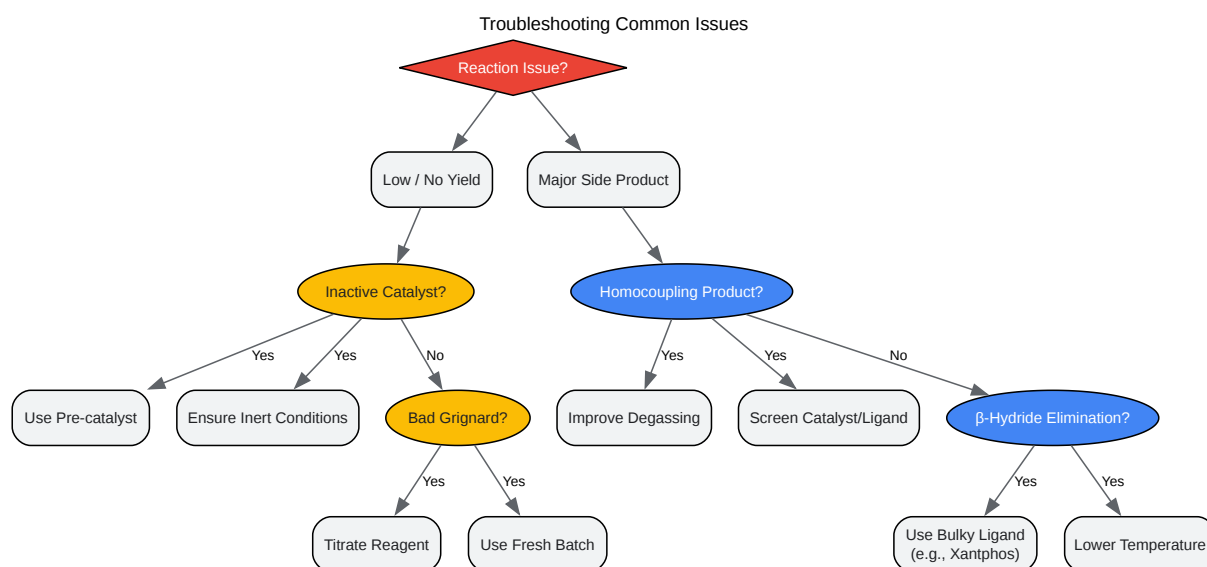 Troubleshooting Common Issues
Reaction Issue?
Low / No Yield
Major Side Product
Inactive Catalyst?
Homocoupling Product?
Yes
Yes
No
Yes
Yes
No
Use Pre-catalyst
Ensure Inert Conditions
Bad Grignard?
Improve Degassing
Screen Catalyst/Ligand
β-Hydride Elimination?
Yes
Yes
Yes
Yes
Titrate Reagent
Use Fresh Batch
Use Bulky Ligand
(e.g., Xantphos)
Lower Temperature